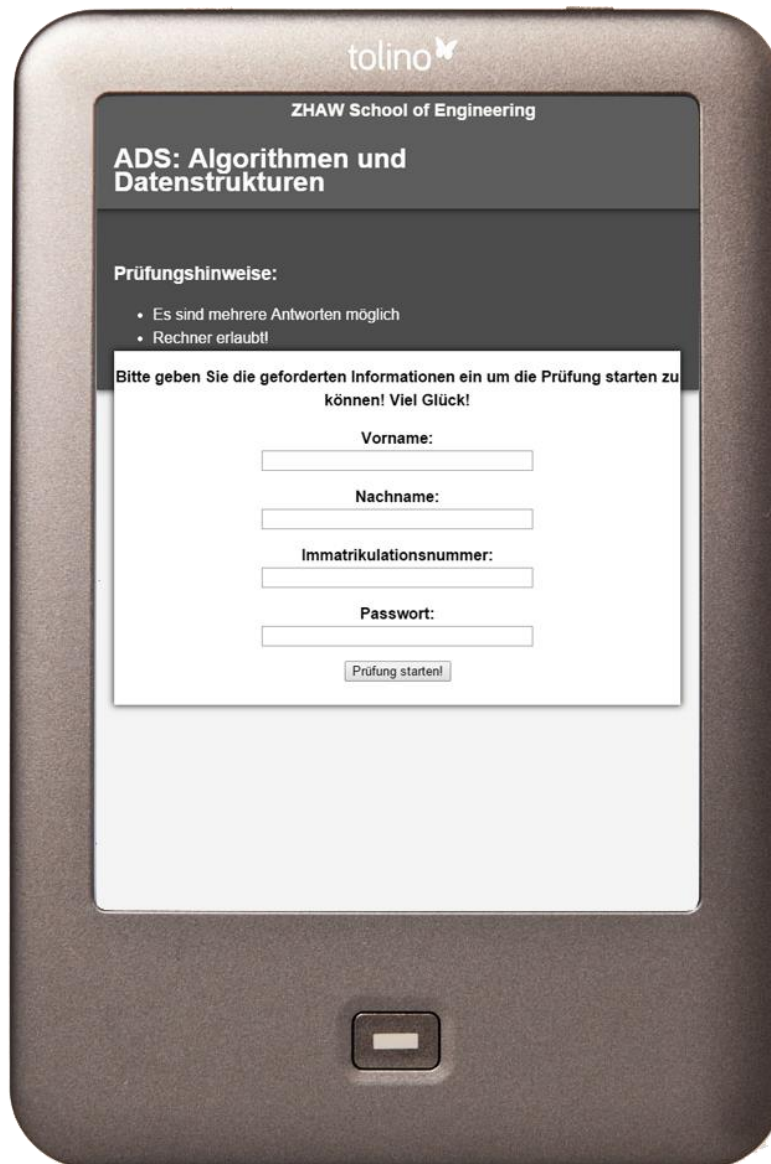 tolino
ZHAW School of Engineering
ADS: Algorithmen und
Datenstrukturen
Prüfungshinweise:
• Es sind mehrere Antworten möglich
• Rechner erlaubt!
Bitte geben Sie die geforderten Informationen ein um die Prüfung starten zu
können! Viel Glück!
Vorname:
Nachname:
Immatrikulationsnummer:
Passwort:
Prüfung starten!